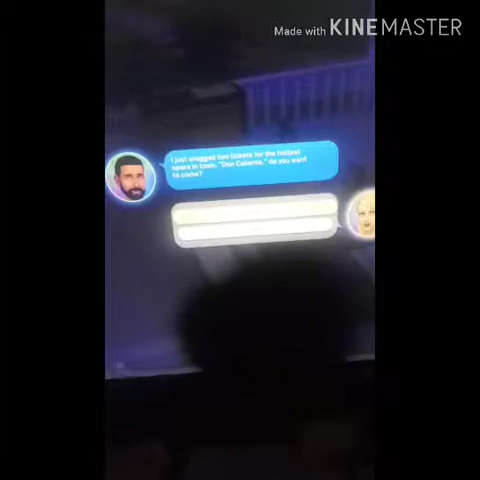 Made with KINEMASTER
I just snagged two tickets for the hottest
opera in town, "Don Caliente," do you want
to come?